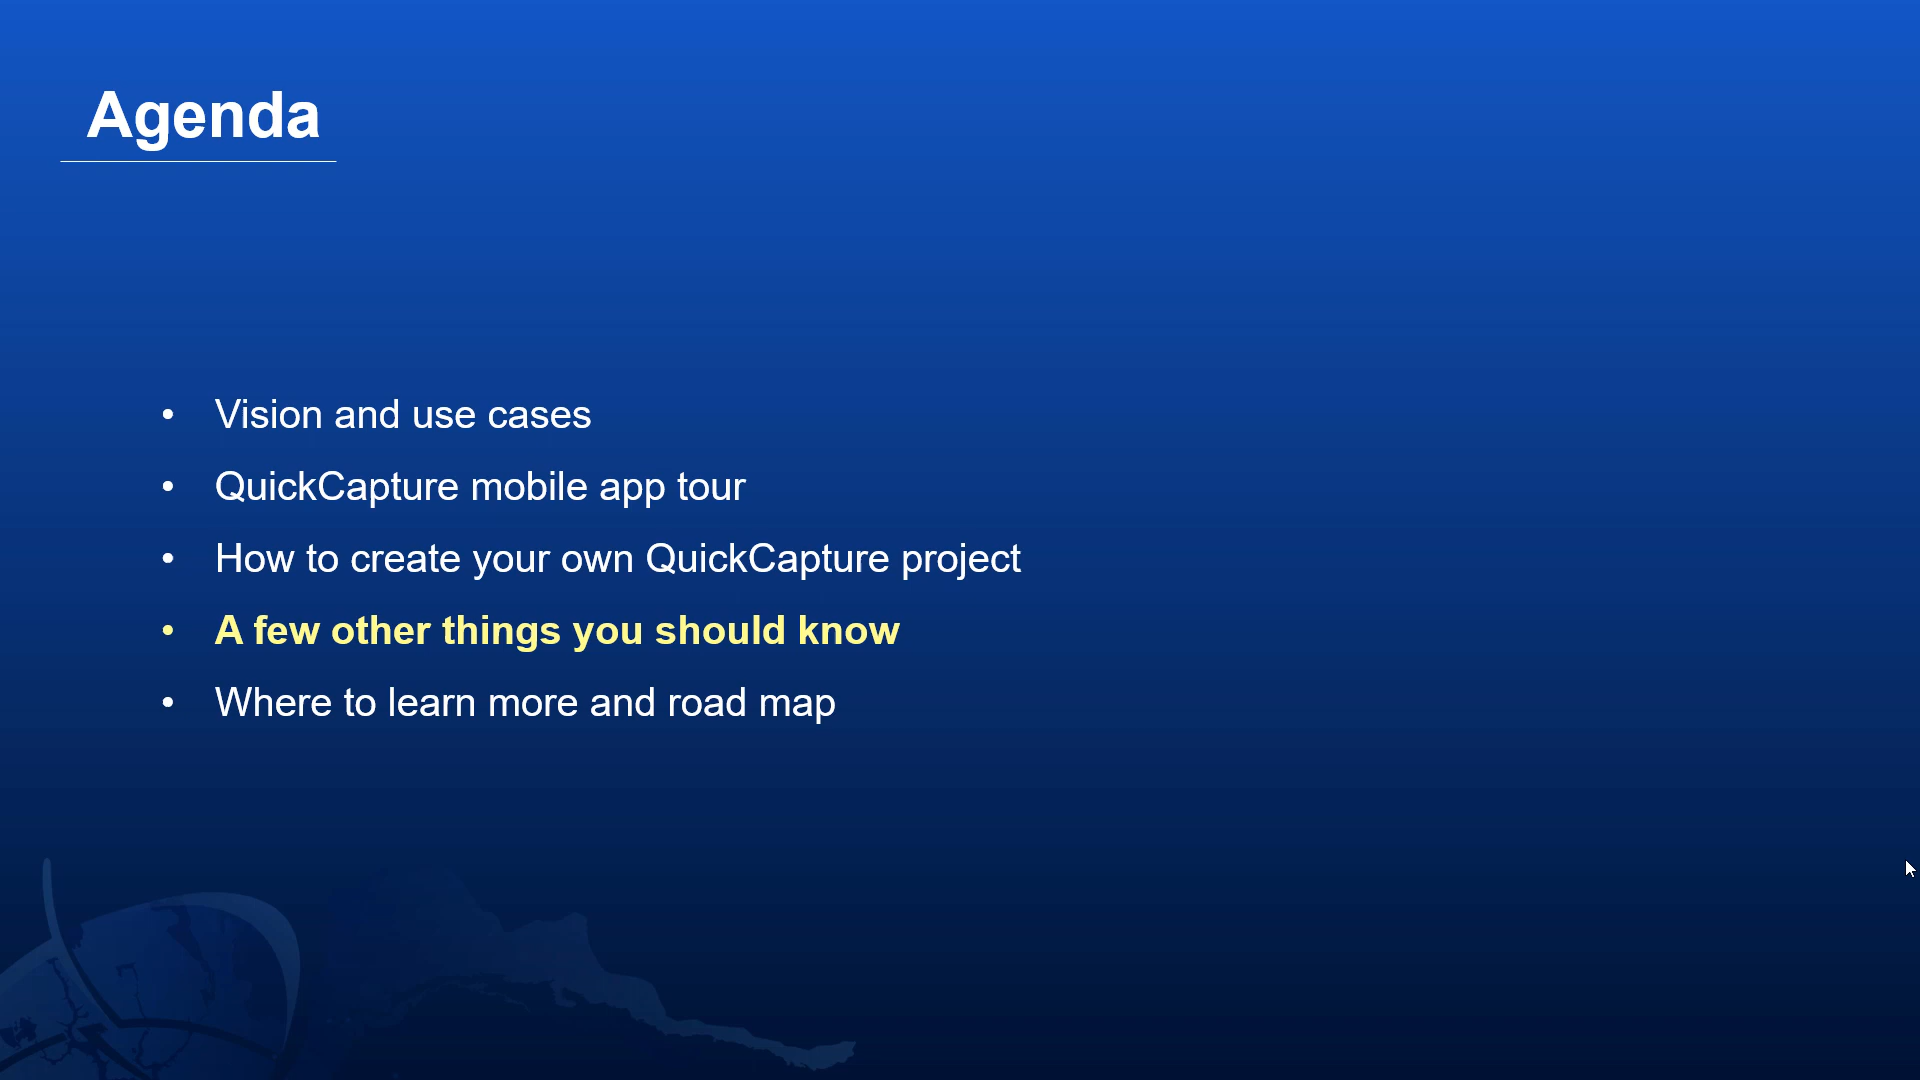 Agenda
• Vision and use cases
• QuickCapture mobile app tour
• How to create your own QuickCapture project
• A few other things you should know
• Where to learn more and road map